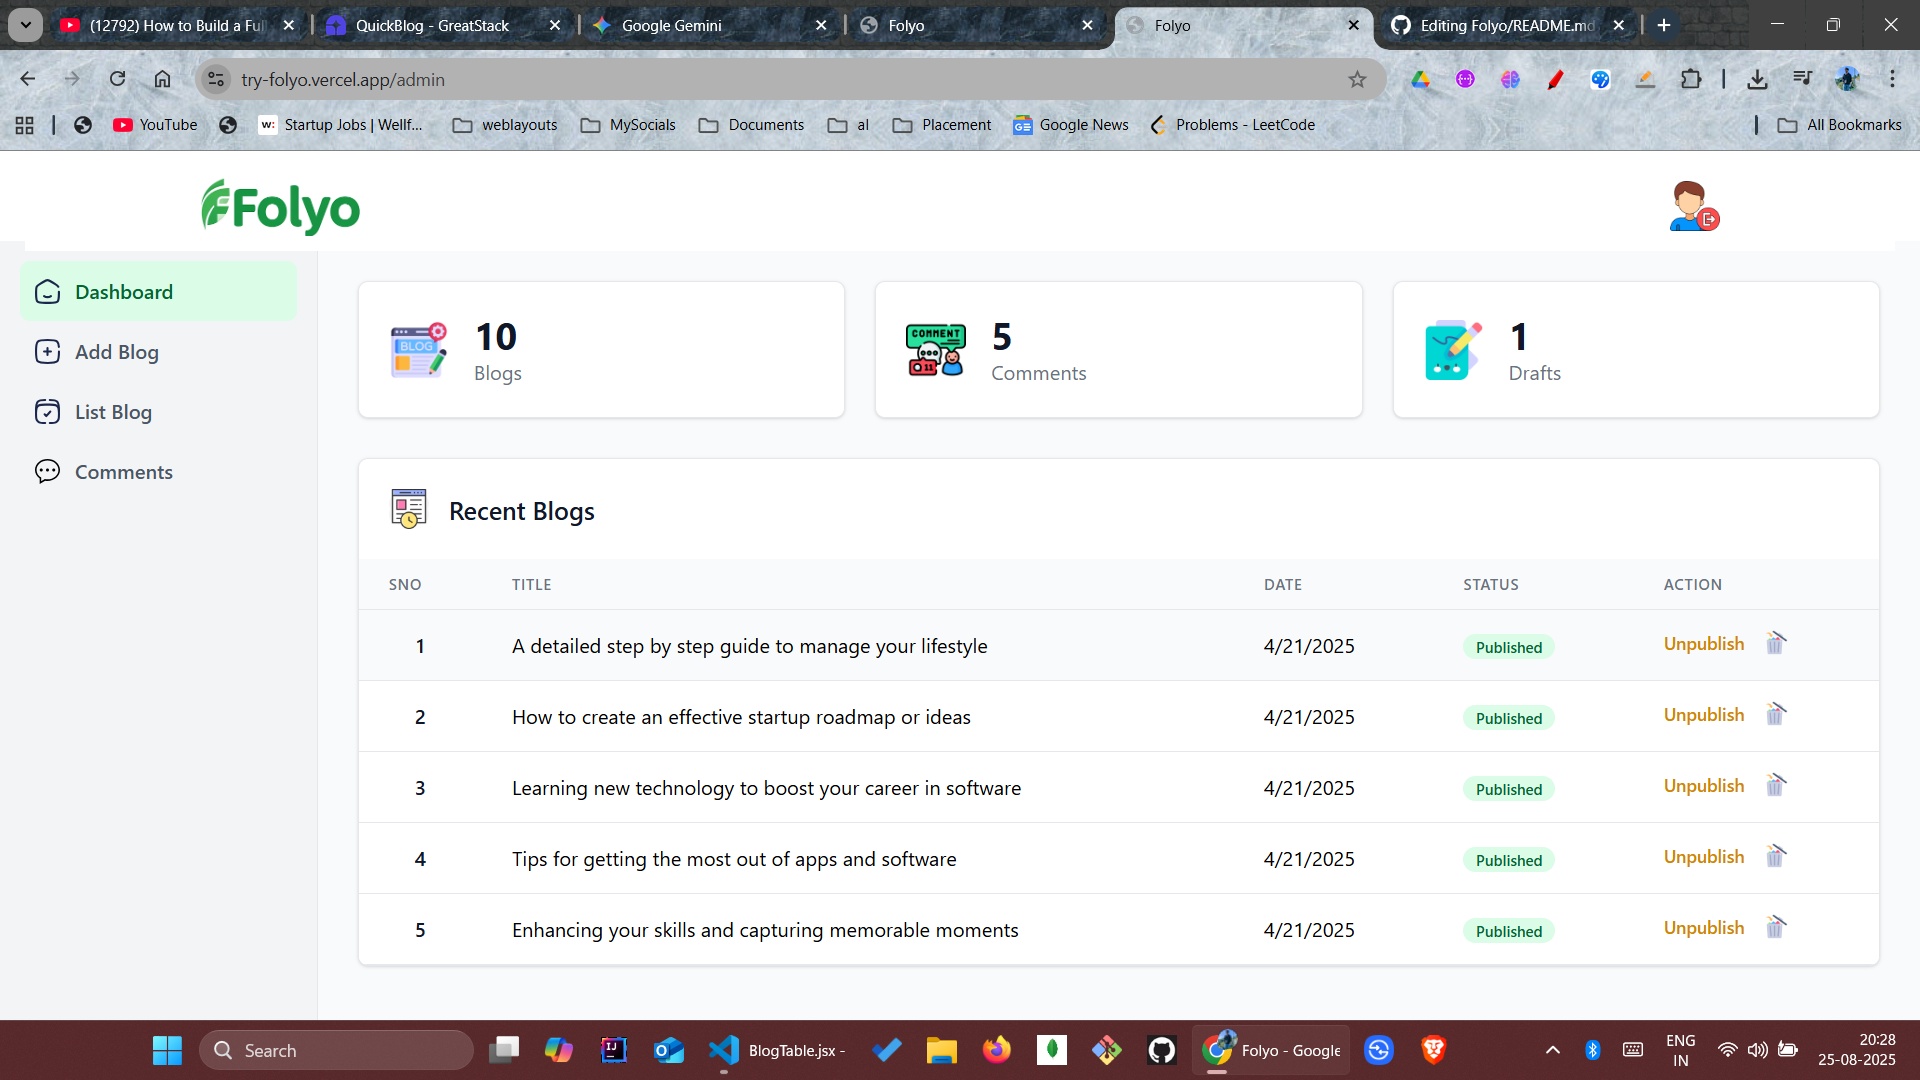 (12792) How to Build a Ful
QuickBlog - GreatStack
Google Gemini
Folyo
Folyo
Editing Folyo/README.md
try-folyo.vercel.app/admin
YouTube
w: Startup Jobs | Wellf...
weblayouts
MySocials
Documents
al
Placement
Google News
Problems - LeetCode
All Bookmarks
Folyo
Dashboard
Add Blog
List Blog
Comments
BLOG
10
Blogs
COMMENT
11
5
Comments
1
Drafts
Recent Blogs
SNO TITLE DATE STATUS ACTION
1 A detailed step by step guide to manage your lifestyle 4/21/2025 Published Unpublish
2 How to create an effective startup roadmap or ideas 4/21/2025 Published Unpublish
3 Learning new technology to boost your career in software 4/21/2025 Published Unpublish
4 Tips for getting the most out of apps and software 4/21/2025 Published Unpublish
5 Enhancing your skills and capturing memorable moments 4/21/2025 Published Unpublish
Search
IJ
BlogTable.jsx -
Folyo - Google
ENG
IN
20:28
25-08-2025